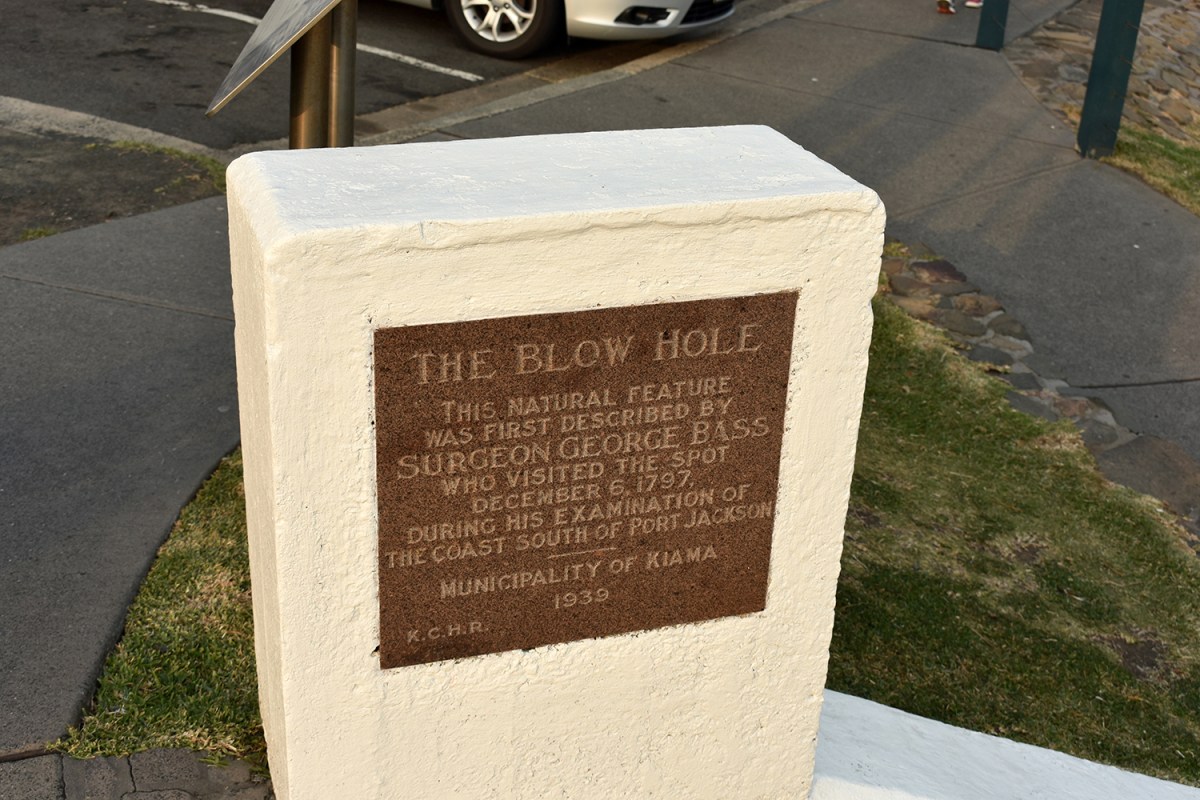 THE BLOW HOLE
THIS NATURAL FEATURE
WAS FIRST DESCRIBED BY
SURGEON GEORGE BASS
WHO VISITED THE SPOT
DECEMBER 6, 1797,
DURING HIS EXAMINATION OF
THE COAST SOUTH OF PORT JACKSON
MUNICIPALITY OF KIAMA
1939
K.C.H.R.